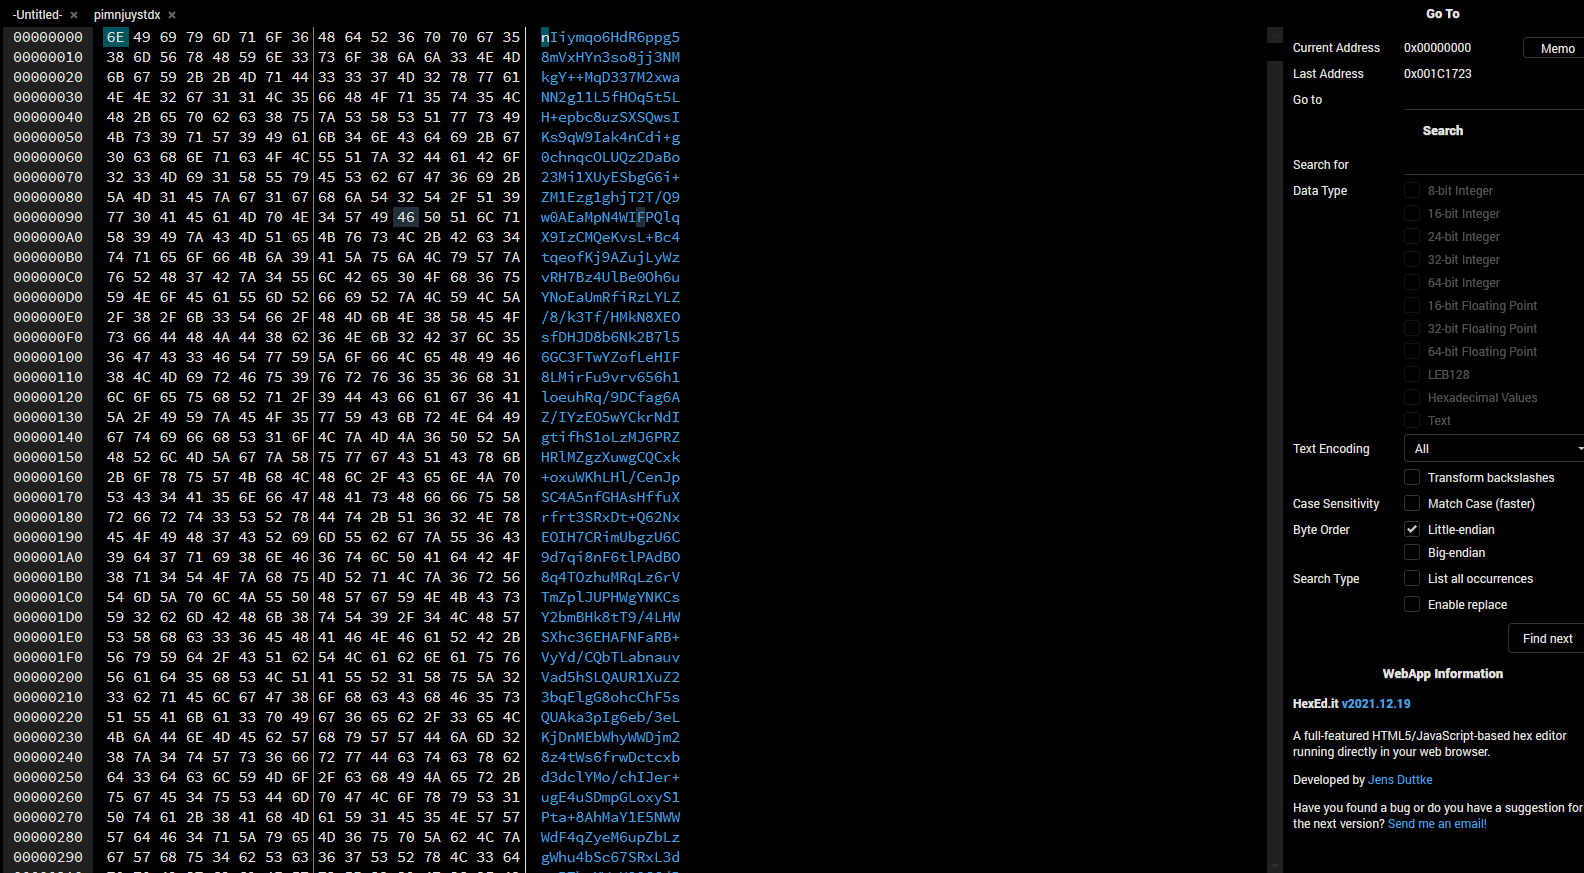 -Untitled- × pimnjuystdx ×
00000000 6E 49 69 79 6D 71 6F 36 48 64 52 36 70 70 67 35 nIiymqo6HdR6ppg5
00000010 38 6D 56 78 48 59 6E 33 73 6F 38 6A 6A 33 4E 4D 8mVxHYn3so8jj3NM
00000020 6B 67 59 2B 2B 4D 71 44 33 33 37 4D 32 78 77 61 kgY++MqD337M2xwa
00000030 4E 4E 32 67 31 31 4C 35 66 48 4F 71 35 74 35 4C NN2g11L5fHOq5t5L
00000040 48 2B 65 70 62 63 38 75 7A 53 58 53 51 77 73 49 H+epbc8uzSXSQwsI
00000050 4B 73 39 71 57 39 49 61 6B 34 6E 43 64 69 2B 67 Ks9qW9Iak4nCdi+g
00000060 30 63 68 6E 71 63 4F 4C 55 51 7A 32 44 61 42 6F 0chnqcOLUQz2DaBo
00000070 32 33 4D 69 31 58 55 79 45 53 62 67 47 36 69 2B 23Mi1XUyESbgG6i+
00000080 5A 4D 31 45 7A 67 31 67 68 6A 54 32 54 2F 51 39 ZM1Ezg1ghjT2T/Q9
00000090 77 30 41 45 61 4D 70 4E 34 57 49 46 50 51 6C 71 w0AEaMpN4WIFPQlq
000000A0 58 39 49 7A 43 4D 51 65 4B 76 73 4C 2B 42 63 34 X9IzCMQeKvsL+Bc4
000000B0 74 71 65 6F 66 4B 6A 39 41 5A 75 6A 4C 79 57 7A tqeofKj9AZujLyWz
000000C0 76 52 48 37 42 7A 34 55 6C 42 65 30 4F 68 36 75 vRH7Bz4UlBe0Oh6u
000000D0 59 4E 6F 45 61 55 6D 52 66 69 52 7A 4C 59 4C 5A YNoEaUmRfiRzLYLZ
000000E0 2F 38 2F 6B 33 54 66 2F 48 4D 6B 4E 38 58 45 4F /8/k3Tf/HMkN8XEO
000000F0 73 66 44 48 4A 44 38 62 36 4E 6B 32 42 37 6C 35 sfDHJD8b6Nk2B7l5
00000100 36 47 43 33 46 54 77 59 5A 6F 66 4C 65 48 49 46 6GC3FTwYZofLeHIF
00000110 38 4C 4D 69 72 46 75 39 76 72 76 36 35 36 68 31 8LMirFu9vrv656h1
00000120 6C 6F 65 75 68 52 71 2F 39 44 43 66 61 67 36 41 loeuhRq/9DCfag6A
00000130 5A 2F 49 59 7A 45 4F 35 77 59 43 6B 72 4E 64 49 Z/IYzEO5wYCkrNdI
00000140 67 74 69 66 68 53 31 6F 4C 7A 4D 4A 36 50 52 5A gtifhS1oLzMJ6PRZ
00000150 48 52 6C 4D 5A 67 7A 58 75 77 67 43 51 43 78 6B HRlMZgzXuwgCQCxk
00000160 2B 6F 78 75 57 4B 68 4C 48 6C 2F 43 65 6E 4A 70 +oxuWKhLHl/CenJp
00000170 53 43 34 41 35 6E 66 47 48 41 73 48 66 66 75 58 SC4A5nfGHAsHffuX
00000180 72 66 72 74 33 53 52 78 44 74 2B 51 36 32 4E 78 rfrt3SRxDt+Q62Nx
00000190 45 4F 49 48 37 43 52 69 6D 55 62 67 7A 55 36 43 EOIH7CRimUbgzU6C
000001A0 39 64 37 71 69 38 6E 46 36 74 6C 50 41 64 42 4F 9d7qi8nF6tlPAdBO
000001B0 38 71 34 54 4F 7A 68 75 4D 52 71 4C 7A 36 72 56 8q4TOzhuMRqLz6rV
000001C0 54 6D 5A 70 6C 4A 55 50 48 57 67 59 4E 4B 43 73 TmZplJUPHWgYNKCs
000001D0 59 32 62 6D 42 48 6B 38 74 54 39 2F 34 4C 48 57 Y2bmBHk8tT9/4LHW
000001E0 53 58 68 63 33 36 45 48 41 46 4E 46 61 52 42 2B SXhc36EHAFNFaRB+
000001F0 56 79 59 64 2F 43 51 62 54 4C 61 62 6E 61 75 76 VyYd/CQbTLabnauv
00000200 56 61 64 35 68 53 4C 51 41 55 52 31 58 75 5A 32 Vad5hSLQAUR1XuZ2
00000210 33 62 71 45 6C 67 47 38 6F 68 63 43 68 46 35 73 3bqElgG8ohcChF5s
00000220 51 55 41 6B 61 33 70 49 67 36 65 62 2F 33 65 4C QUAka3pIg6eb/3eL
00000230 4B 6A 44 6E 4D 45 62 57 68 79 57 57 44 6A 6D 32 KjDnMEbWhyWWDjm2
00000240 38 7A 34 74 57 73 36 66 72 77 44 63 74 63 78 62 8z4tWs6frwDctcxb
00000250 64 33 64 63 6C 59 4D 6F 2F 63 68 49 4A 65 72 2B d3dclYMo/chIJer+
00000260 75 67 45 34 75 53 44 6D 70 47 4C 6F 78 79 53 31 ugE4uSDmpGLoxyS1
00000270 50 74 61 2B 38 41 68 4D 61 59 31 45 35 4E 57 57 Pta+8AhMaY1E5NWW
00000280 57 64 46 34 71 5A 79 65 4D 36 75 70 5A 62 4C 7A WdF4qZyeM6upZbLz
00000290 67 57 68 75 34 62 53 63 36 37 53 52 78 4C 33 64 gWhu4bSc67SRxL3d
Go To
Current Address 0x00000000 Memo
Last Address 0x001C1723
Go to
Search
Search for
Data Type 8-bit Integer
16-bit Integer
24-bit Integer
32-bit Integer
64-bit Integer
16-bit Floating Point
32-bit Floating Point
64-bit Floating Point
LEB128
Hexadecimal Values
Text
Text Encoding All
Transform backslashes
Case Sensitivity Match Case (faster)
Byte Order Little-endian
Big-endian
Search Type List all occurrences
Enable replace
Find next
WebApp Information
HexEd.it v2021.12.19
A full-featured HTML5/JavaScript-based hex editor
running directly in your web browser.
Developed by Jens Duttke
Have you found a bug or do you have a suggestion for
the next version? Send me an email!